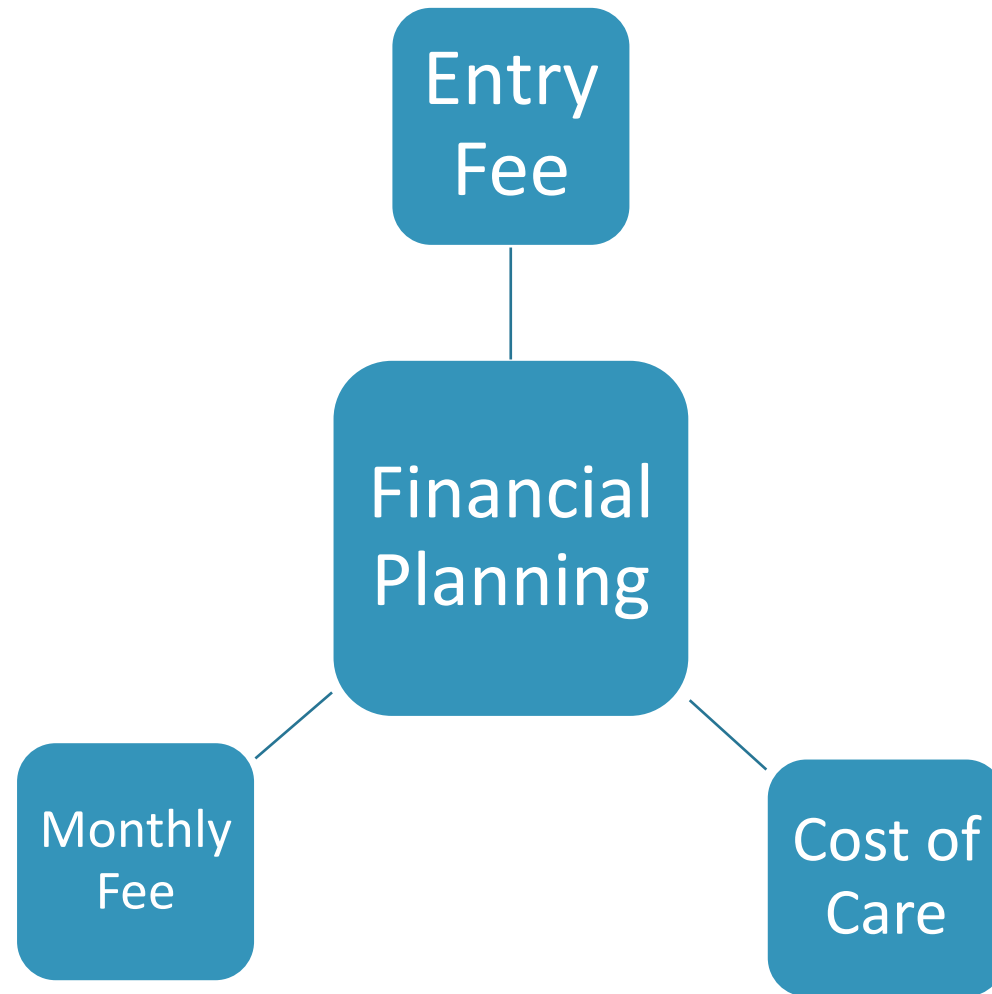 Entry
Fee
Financial
Planning
Monthly
Fee
Cost of
Care